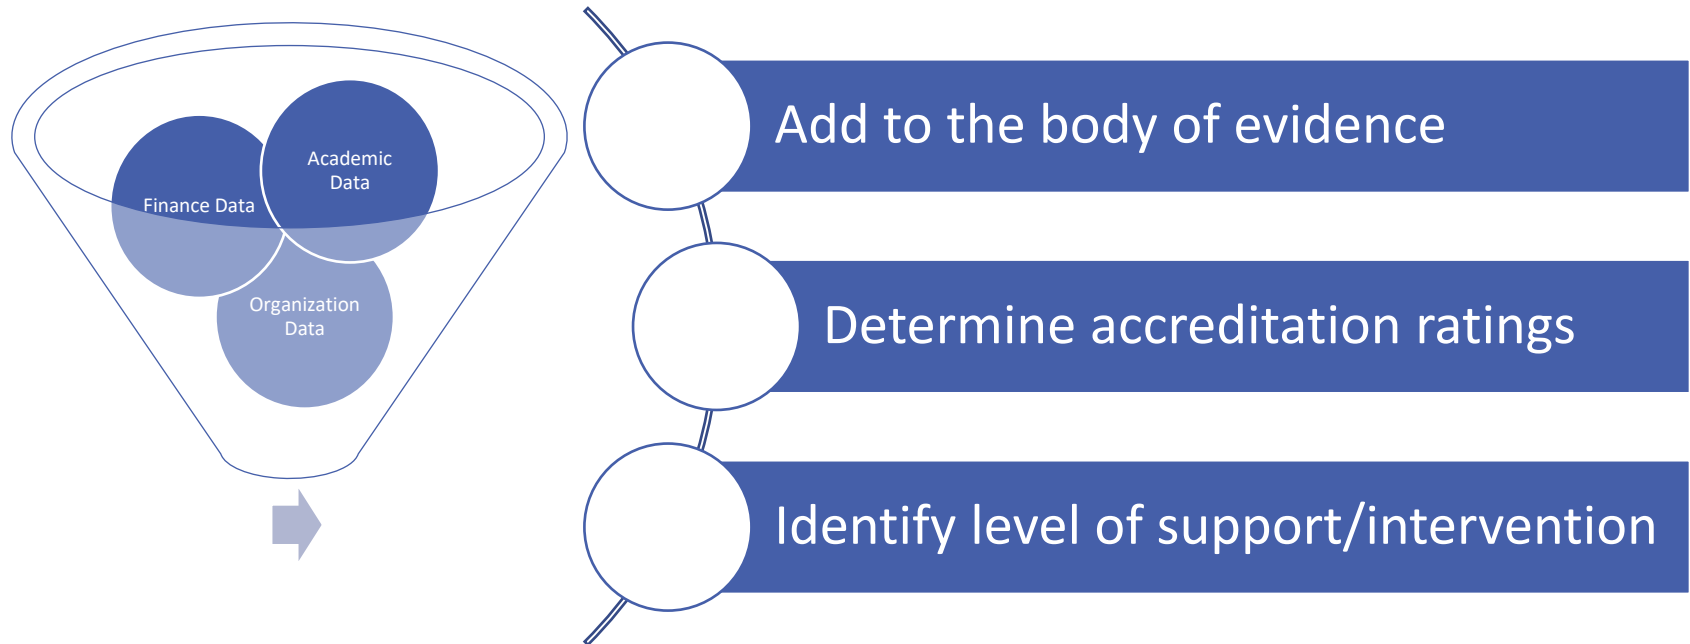 Academic
Data
Finance Data
Organization
Data
Add to the body of evidence
Determine accreditation ratings
Identify level of support/intervention